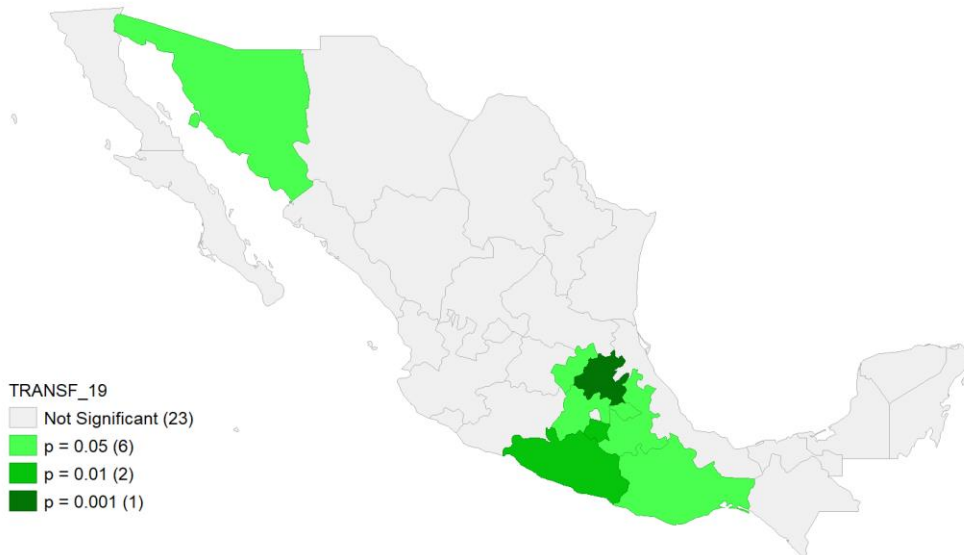 TRANSF_19
Not Significant (23)
p = 0.05 (6)
p = 0.01 (2)
p = 0.001 (1)